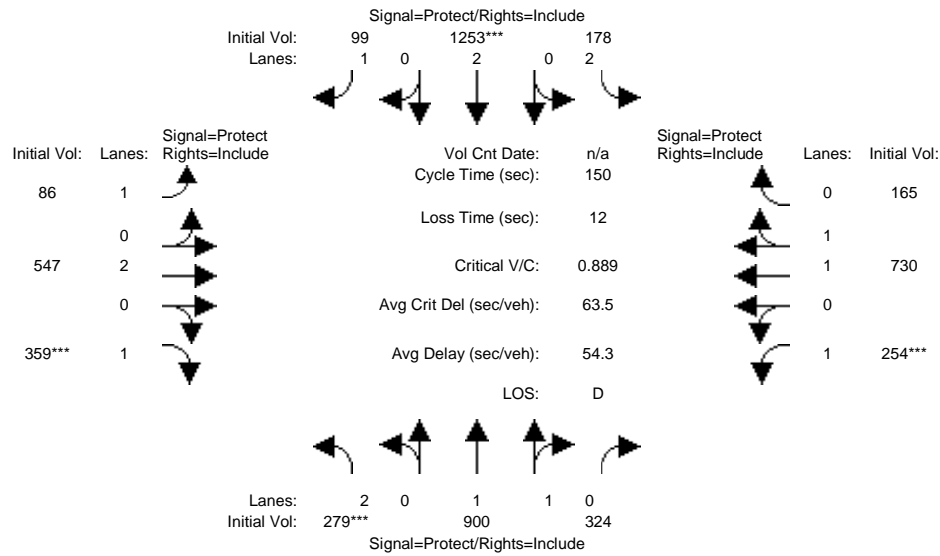 Signal=Protect/Rights=Include
Initial Vol: 99 1253*** 178
Lanes: 1 0 2 0 2
Signal=Protect
Initial Vol: Lanes: Rights=Include
Vol Cnt Date: n/a
Signal=Protect
Rights=Include Lanes: Initial Vol:
Cycle Time (sec): 150
86 1
0 165
Loss Time (sec): 12
0
1
547 2
Critical V/C: 0.889
1 730
0
Avg Crit Del (sec/veh): 63.5
0
359*** 1
Avg Delay (sec/veh): 54.3
1 254***
LOS: D
Lanes: 2 0 1 1 0
Initial Vol: 279*** 900 324
Signal=Protect/Rights=Include